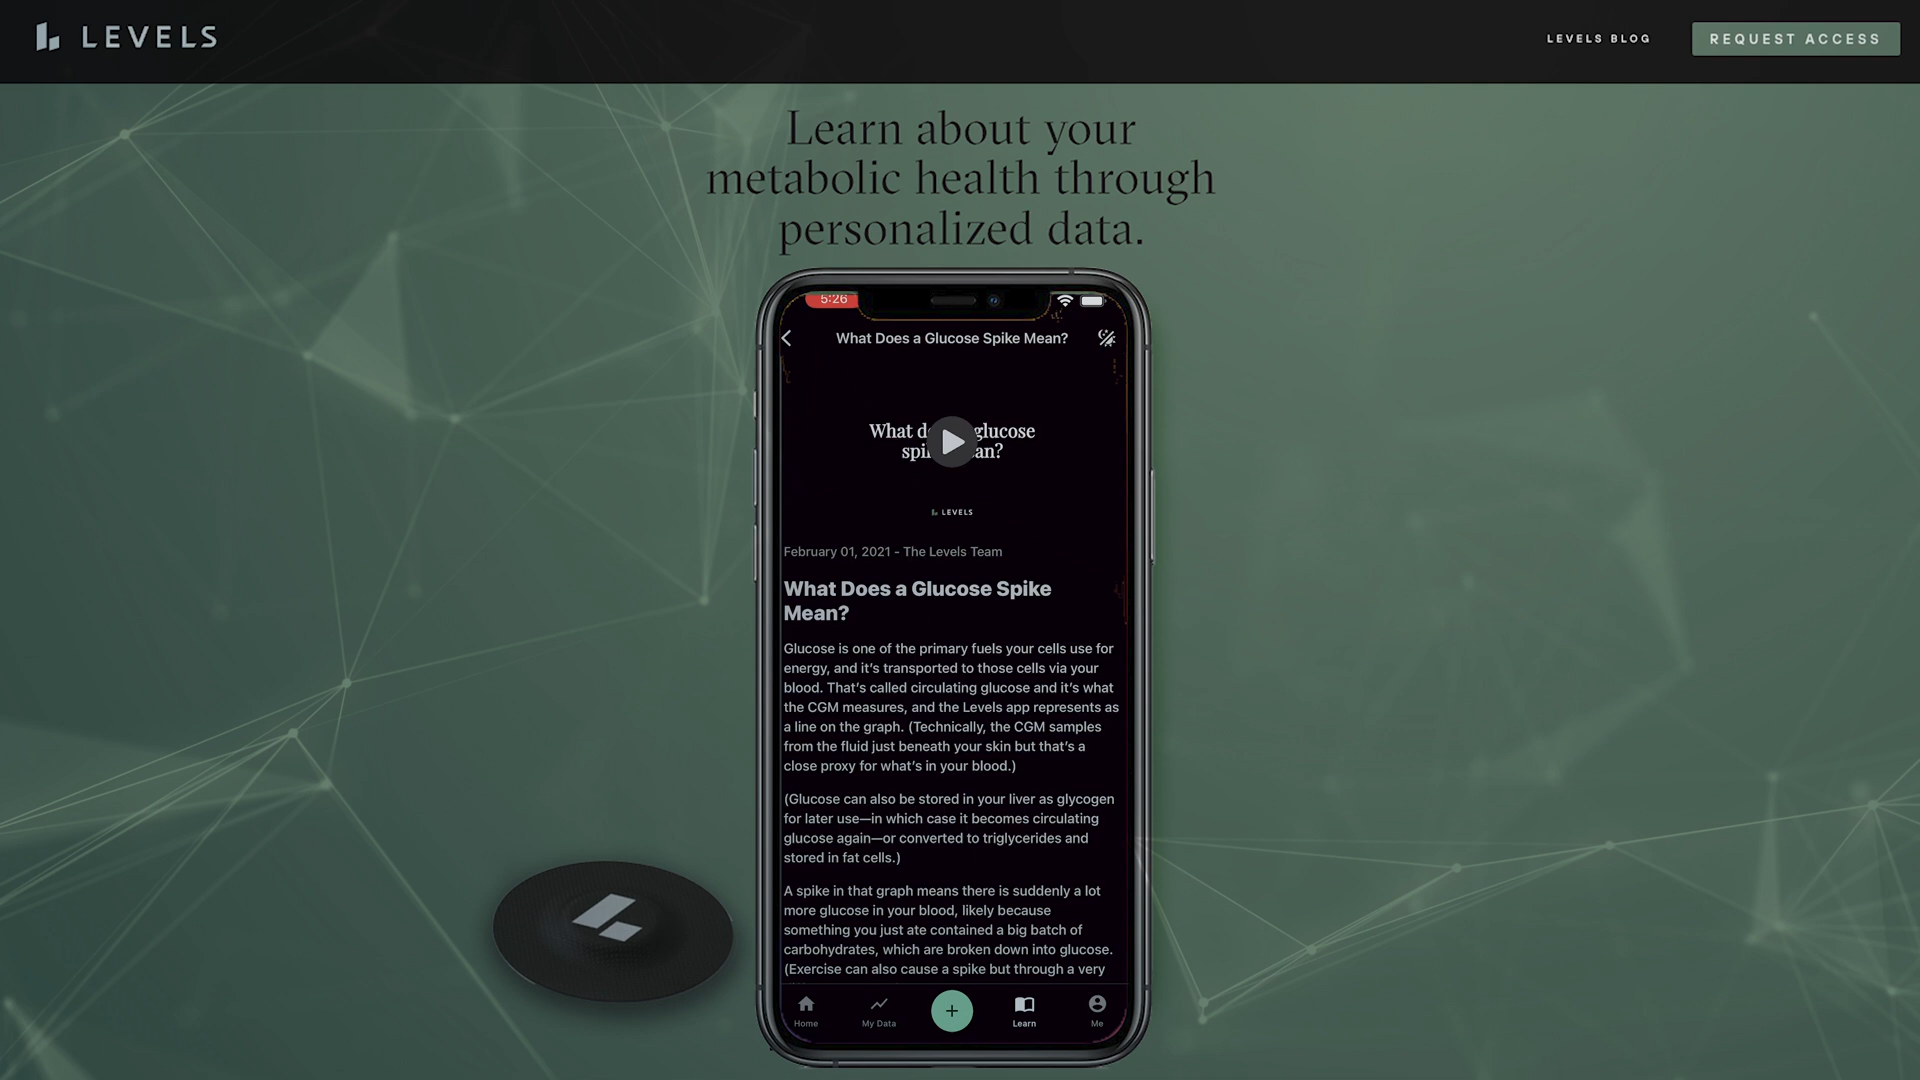 LEVELS
LEVELS BLOG
REQUEST ACCESS
Learn about your
metabolic health through
personalized data.
5:26
What Does a Glucose Spike Mean?
What glucose
LEVELS
February 01, 2021 - The Levels Team
What Does a Glucose Spike
Mean?
Glucose is one of the primary fuels your cells use for
energy, and it's transported to those cells via your
blood. That's called circulating glucose and it's what
the CGM measures, and the Levels app represents as
a line on the graph. (Technically, the CGM samples
from the fluid just beneath your skin but that's a
close proxy for what's in your blood.)
(Glucose can also be stored in your liver as glycogen
for later use—in which case it becomes circulating
glucose again—or converted to triglycerides and
stored in fat cells.)
A spike in that graph means there is suddenly a lot
more glucose in your blood, likely because
something you just ate contained a big batch of
carbohydrates, which are broken down into glucose.
(Exercise can also cause a spike but through a very
Home
My Data
Learn
Me